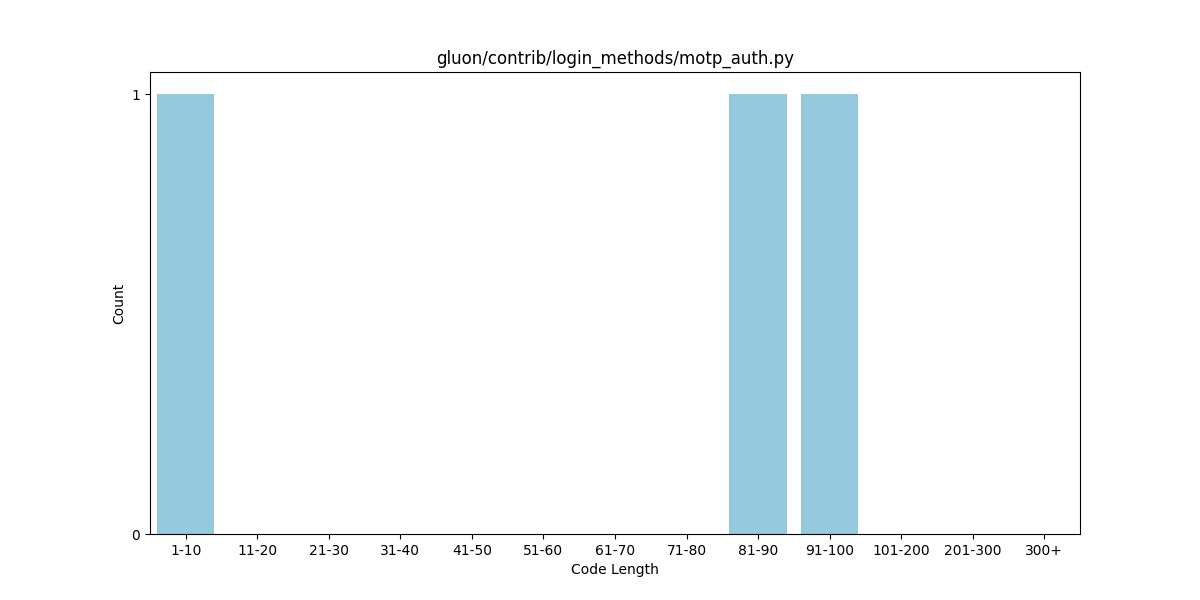 gluon/contrib/login_methods/motp_auth.py
1
Count
0
1-10 11-20 21-30 31-40 41-50 51-60 61-70 71-80 81-90 91-100 101-200 201-300 300+
Code Length